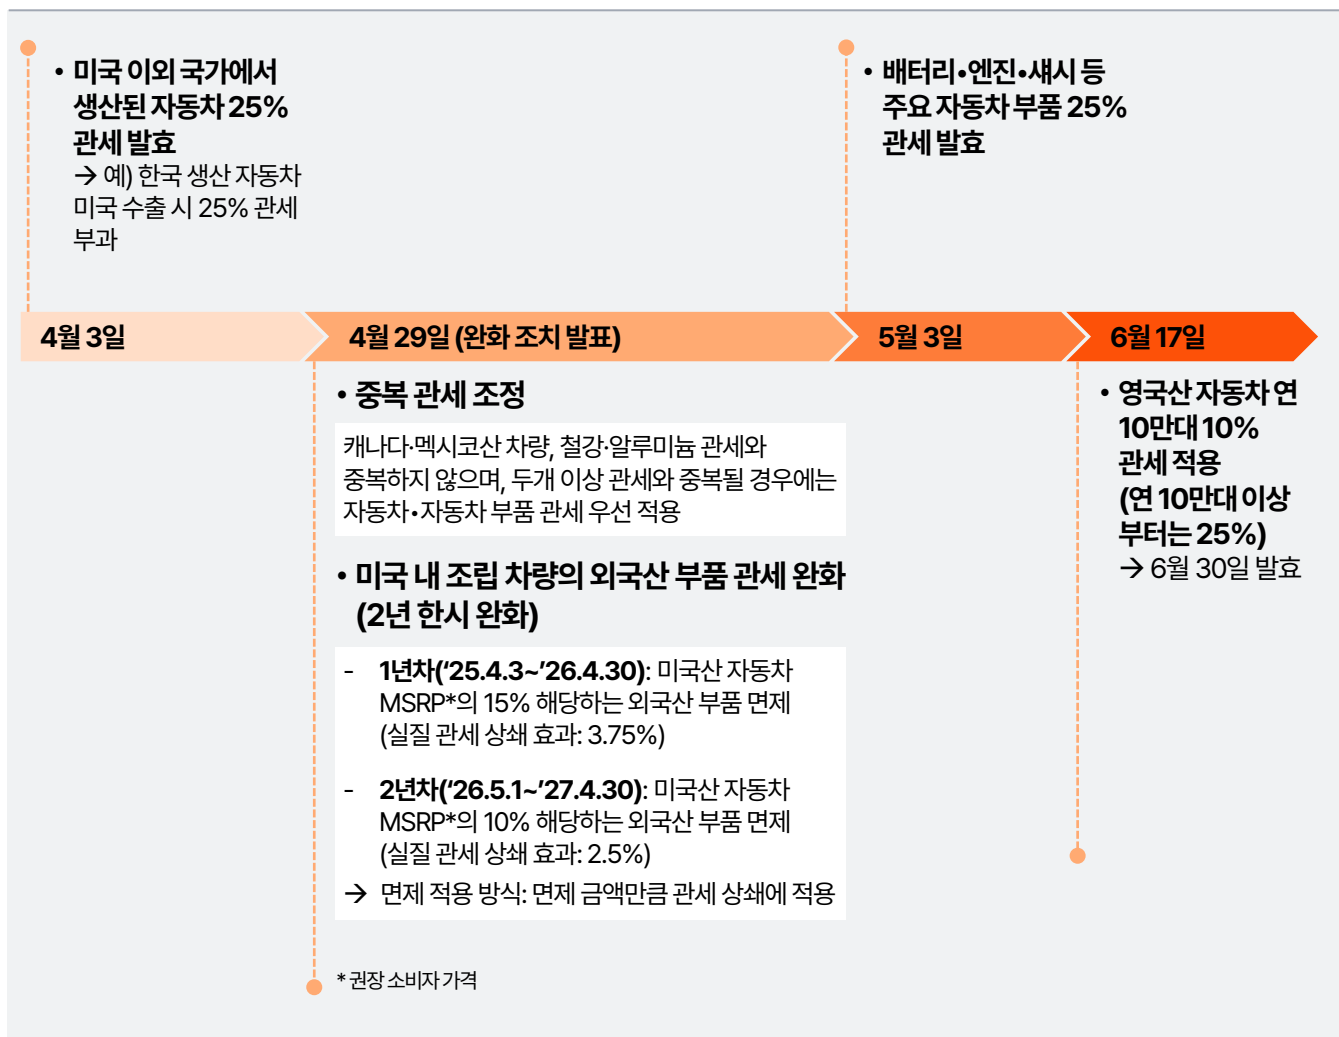 • 미국 이외 국가에서
생산된 자동차 25%
관세 발효
→ 예) 한국 생산 자동차
미국 수출 시 25% 관세
부과
• 배터리•엔진•섀시 등
주요 자동차 부품 25%
관세 발효
4월 3일
4월 29일 (완화 조치 발표)
5월 3일
6월 17일
• 중복 관세 조정
캐나다·멕시코산 차량, 철강·알루미늄 관세와
중복하지 않으며, 두개 이상 관세와 중복될 경우에는
자동차•자동차 부품 관세 우선 적용
• 미국 내 조립 차량의 외국산 부품 관세 완화
(2년 한시 완화)
- 1년차(‘25.4.3~’26.4.30): 미국산 자동차
MSRP*의 15% 해당하는 외국산 부품 면제
(실질 관세 상쇄 효과: 3.75%)
- 2년차(‘26.5.1~’27.4.30): 미국산 자동차
MSRP*의 10% 해당하는 외국산 부품 면제
(실질 관세 상쇄 효과: 2.5%)
→ 면제 적용 방식: 면제 금액만큼 관세 상쇄에 적용
* 권장 소비자 가격
• 영국산 자동차 연
10만대 10%
관세 적용
(연 10만대 이상
부터는 25%)
→ 6월 30일 발효